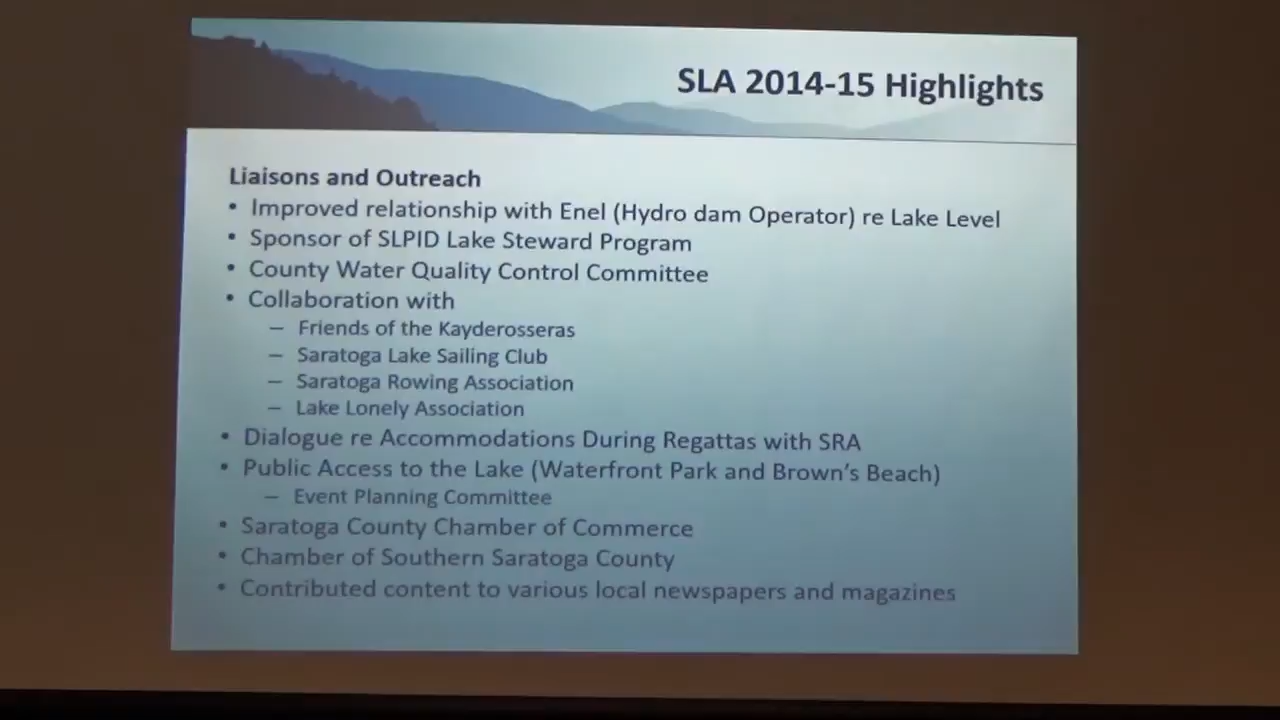 SLA 2014-15 Highlights
Liaisons and Outreach
• Improved relationship with Enel (Hydro dam Operator) re Lake Level
• Sponsor of SLPID Lake Steward Program
• County Water Quality Control Committee
• Collaboration with
– Friends of the Kayderosseras
– Saratoga Lake Sailing Club
– Saratoga Rowing Association
– Lake Lonely Association
• Dialogue re Accommodations During Regattas with SRA
• Public Access to the Lake (Waterfront Park and Brown's Beach)
– Event Planning Committee
• Saratoga County Chamber of Commerce
• Chamber of Southern Saratoga County
• Contributed content to various local newspapers and magazines